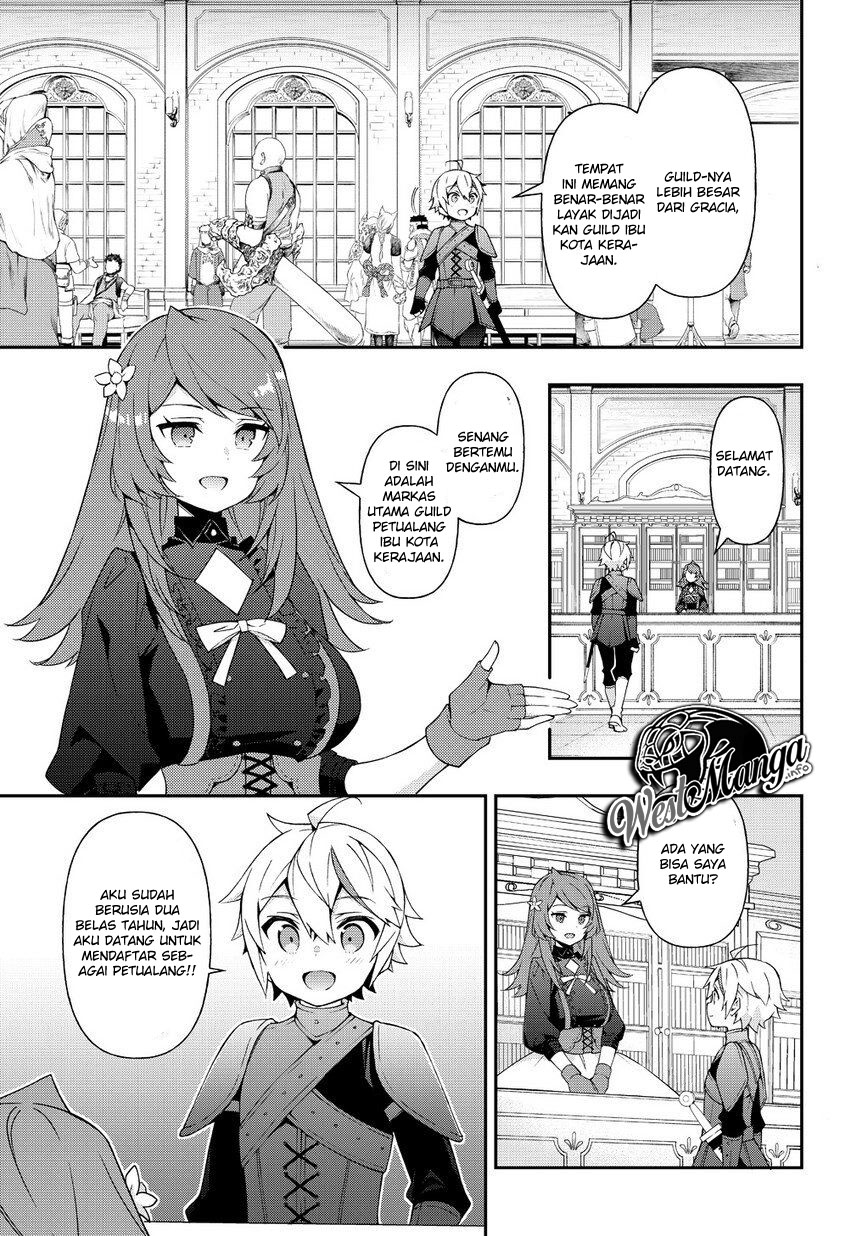 GUILD-NYA
LEBIH BESAR
DARI GRACIA,
TEMPAT
INI MEMANG
BENAR-BENAR
LAYAK DIJADI
KAN GUILD IBU
KOTA KERA-
JAAN.
SELAMAT
DATANG.
SENANG
BERTEMU
DENGANMU.
DI SINI
ADALAH
MARKAS
UTAMA GUILD
PETUALANG
IBU KOTA
KERAJAAN.
WestManga
.info
ADA YANG
BISA SAYA
BANTU?
AKU SUDAH
BERUSIA DUA
BELAS TAHUN, JADI
AKU DATANG UNTUK
MENDAFTAR SEB-
AGAI PETUALANG!!